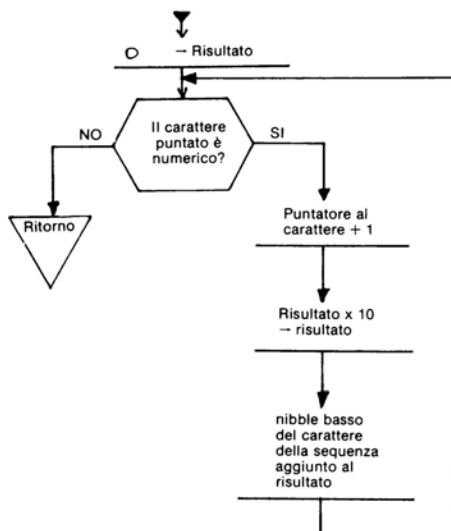 0 → Risultato
Il carattere
puntato è
numerico?
NO
SI
Ritorno
Puntatore al
carattere + 1
Risultato x 10
→ risultato
nibble basso
del carattere
della sequenza
aggiunto al
risultato